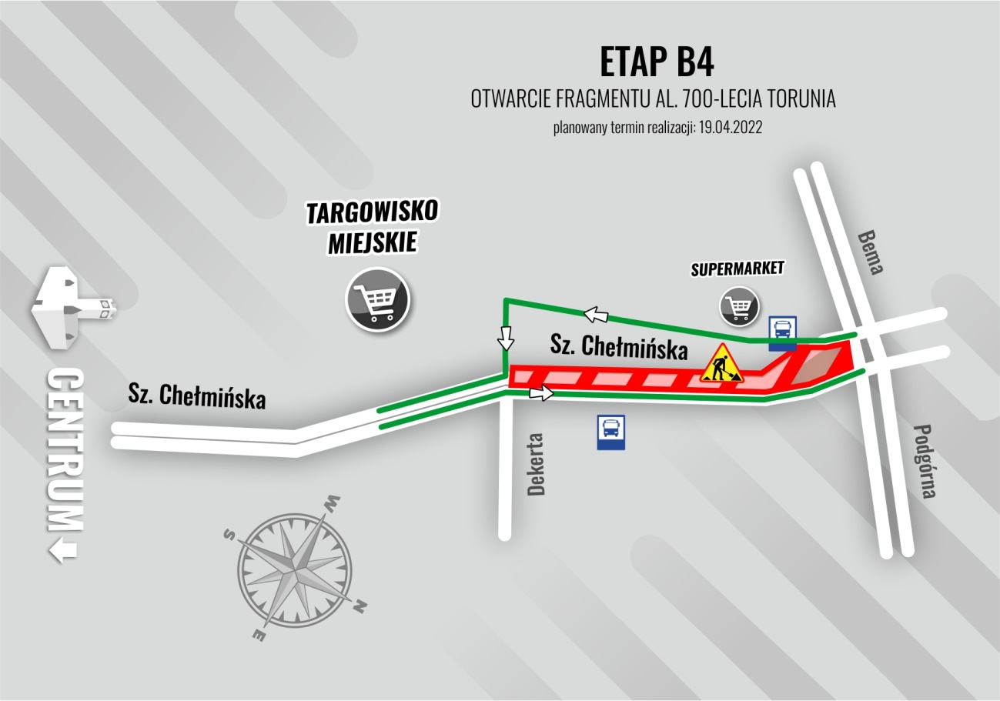 ETAP B4
OTWARCIE FRAGMENTU AL. 700-LECIA TORUNIA
planowany termin realizacji: 19.04.2022
TARGOWISKO
MIEJSKIE
SUPERMARKET
Bema
Sz. Chełmińska
Sz. Chełmińska
CENTRUM
Dekerta
Podgórna
W
S
N
E